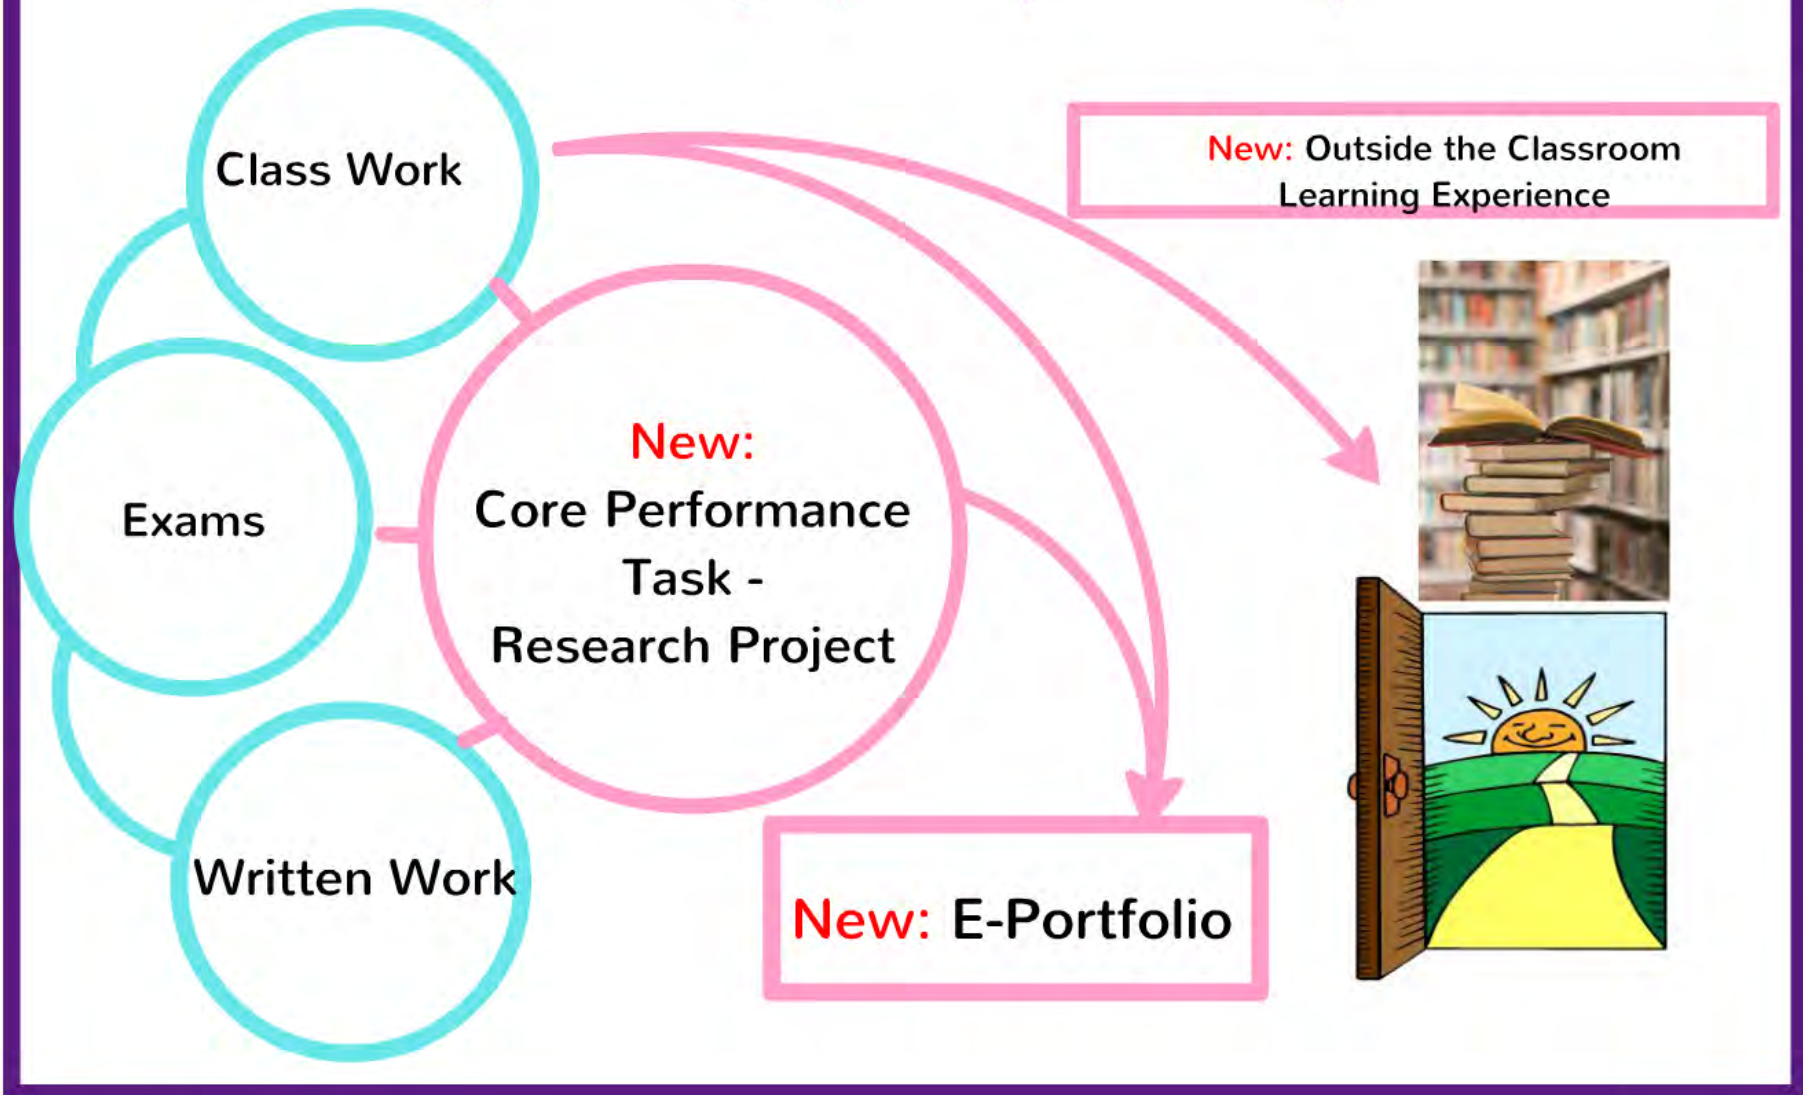 Class Work
New: Outside the Classroom
Learning Experience
New:
Core Performance
Task -
Research Project
Exams
Written Work
New: E-Portfolio